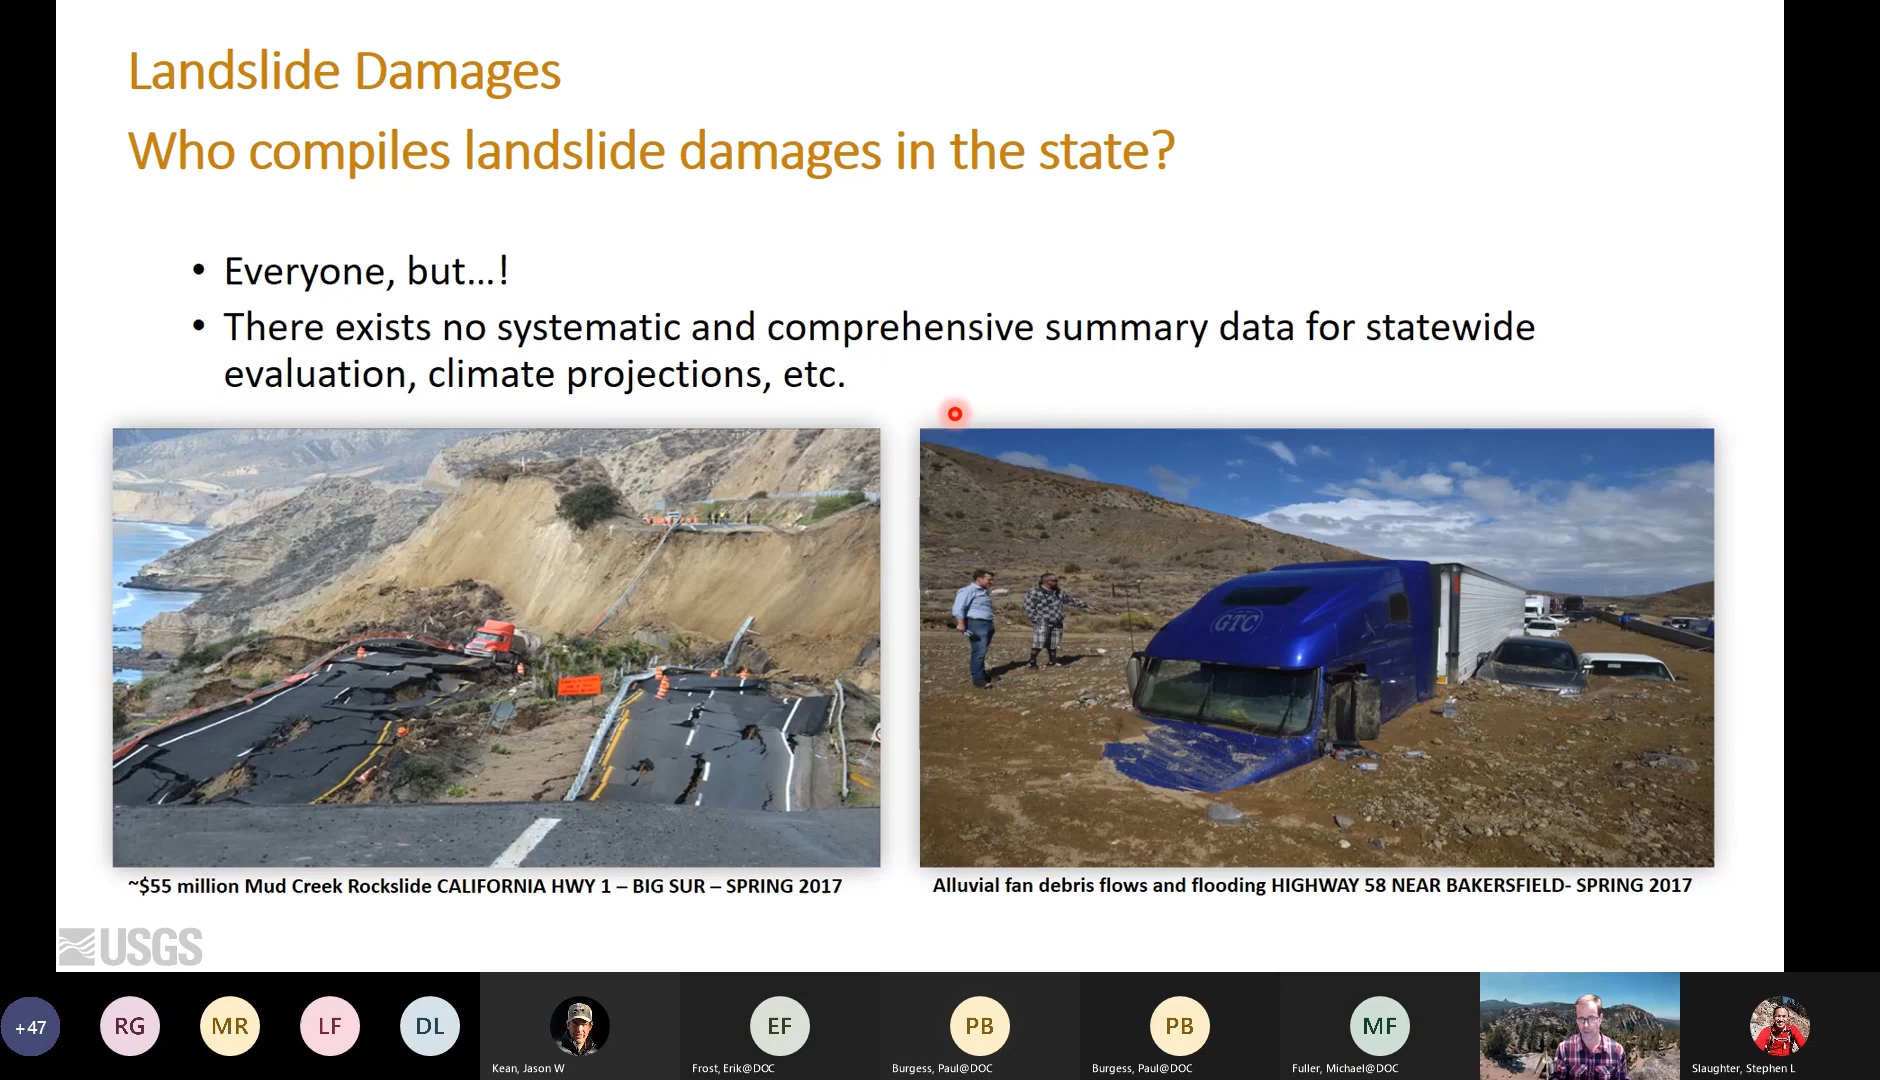 Landslide Damages
Who compiles landslide damages in the state?
• Everyone, but...!
• There exists no systematic and comprehensive summary data for statewide
evaluation, climate projections, etc.
GTC
~$55 million Mud Creek Rockslide CALIFORNIA HWY 1 – BIG SUR – SPRING 2017
Alluvial fan debris flows and flooding HIGHWAY 58 NEAR BAKERSFIELD- SPRING 2017
USGS
+47
RG
MR
LF
DL
EF
PB
PB
MF
Kean, Jason W
Frost, Erik@DOC
Burgess, Paul@DOC
Burgess, Paul@DOC
Fuller, Michael@DOC
Slaughter, Stephen L